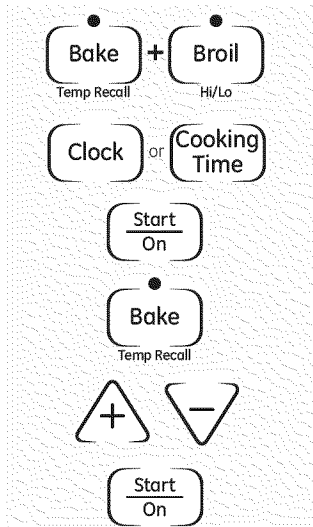 Bake + Broil
Temp Recall Hi/Lo
Clock or Cooking Time
Start
On
Bake
Temp Recall
+ −
Start
On